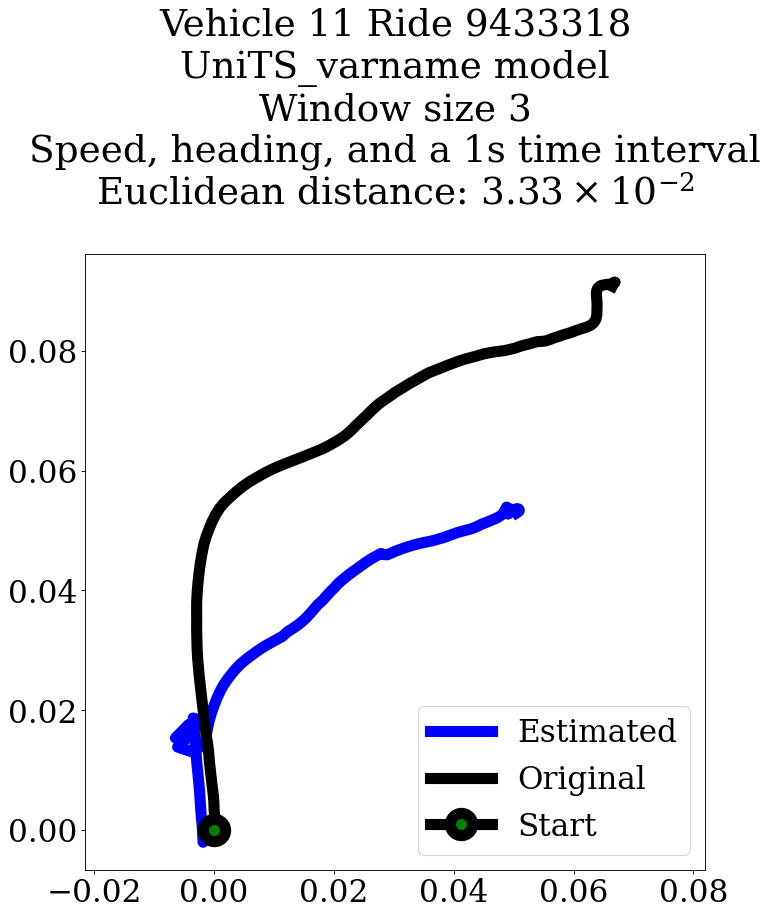 Vehicle 11 Ride 9433318
UniTS_varname model
Window size 3
Speed, heading, and a 1s time interval
Euclidean distance: 3.33 × 10⁻²
0.08
0.06
0.04
0.02
0.00
−0.02 0.00 0.02 0.04 0.06 0.08
Estimated
Original
Start